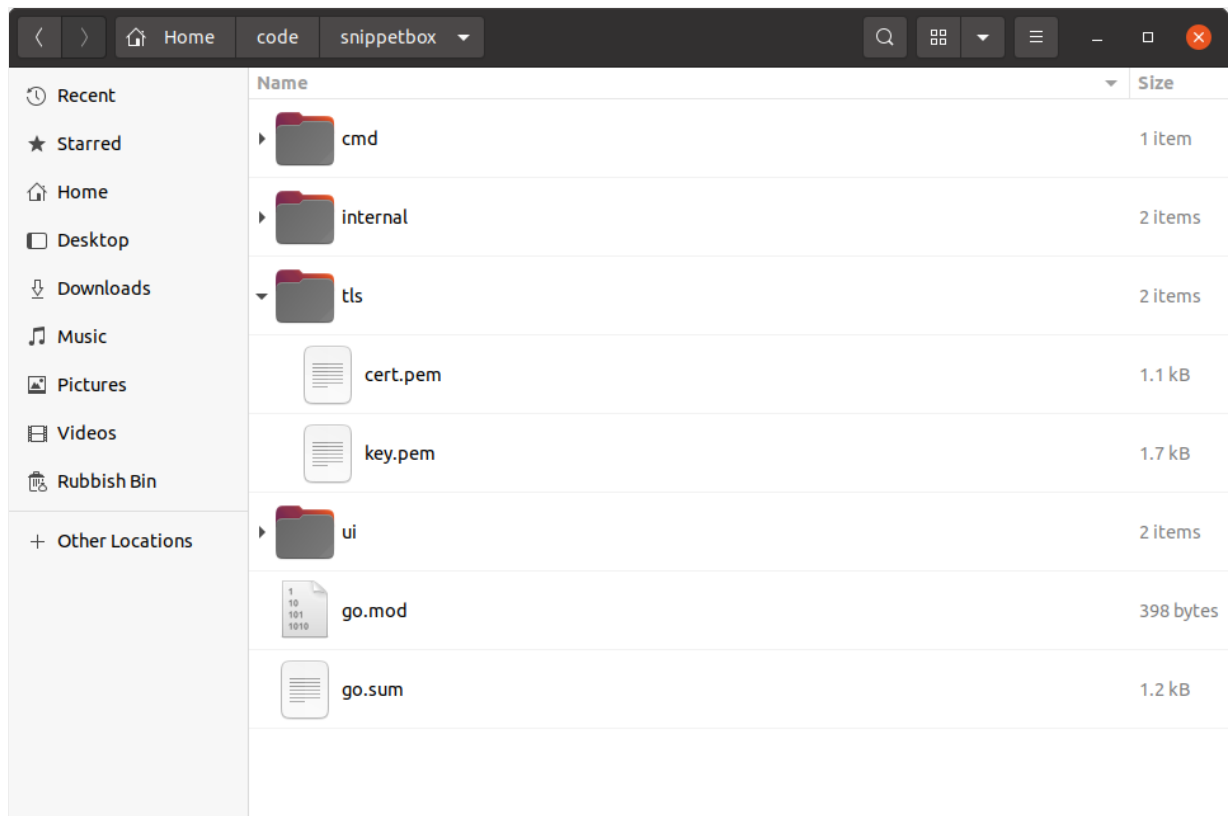 Home code snippetbox
Name Size
Recent
Starred
Home
Desktop
Downloads
Music
Pictures
Videos
Rubbish Bin
Other Locations
cmd 1 item
internal 2 items
tls 2 items
cert.pem 1.1 kB
key.pem 1.7 kB
ui 2 items
1
10
101
1010
go.mod 398 bytes
go.sum 1.2 kB